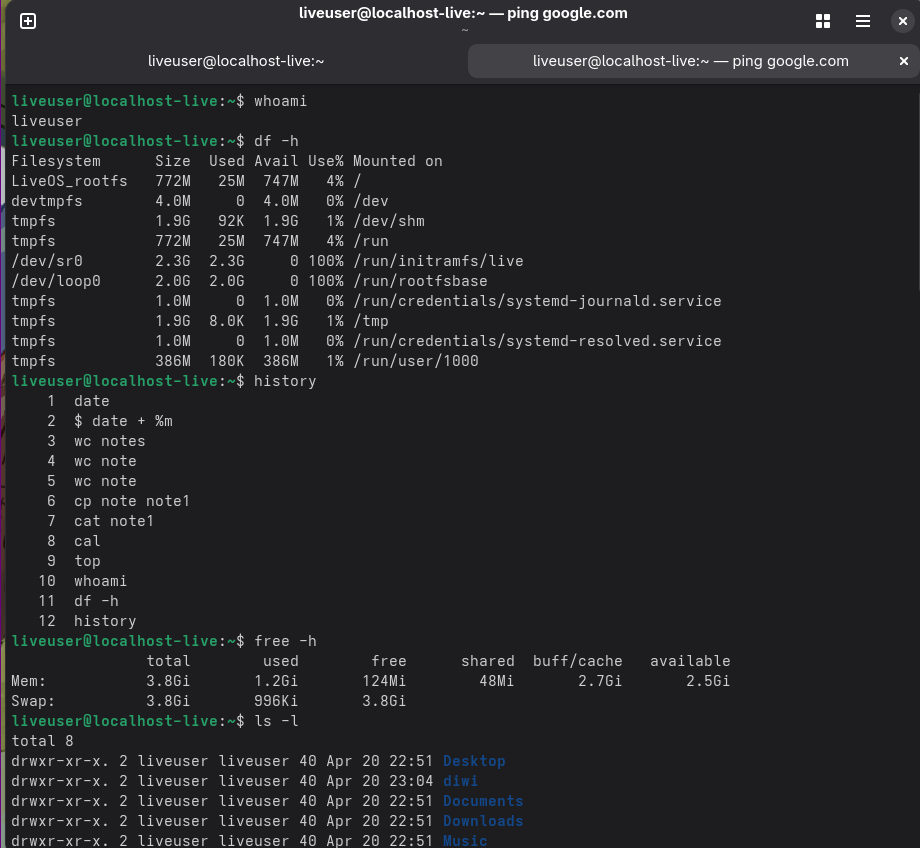 liveuser@localhost-live:~ — ping google.com
~
liveuser@localhost-live:~
liveuser@localhost-live:~ — ping google.com
liveuser@localhost-live:~$ whoami
liveuser
liveuser@localhost-live:~$ df -h
Filesystem      Size  Used Avail Use% Mounted on
LiveOS_rootfs   772M   25M  747M   4% /
devtmpfs        4.0M     0  4.0M   0% /dev
tmpfs           1.9G   92K  1.9G   1% /dev/shm
tmpfs           772M   25M  747M   4% /run
/dev/sr0        2.3G  2.3G     0 100% /run/initramfs/live
/dev/loop0      2.0G  2.0G     0 100% /run/rootfsbase
tmpfs           1.0M     0  1.0M   0% /run/credentials/systemd-journald.service
tmpfs           1.9G  8.0K  1.9G   1% /tmp
tmpfs           1.0M     0  1.0M   0% /run/credentials/systemd-resolved.service
tmpfs           386M  180K  386M   1% /run/user/1000
liveuser@localhost-live:~$ history
    1  date
    2  $ date + %m
    3  wc notes
    4  wc note
    5  wc note
    6  cp note note1
    7  cat note1
    8  cal
    9  top
   10  whoami
   11  df -h
   12  history
liveuser@localhost-live:~$ free -h
               total        used        free      shared  buff/cache   available
Mem:           3.8Gi       1.2Gi       124Mi        48Mi       2.7Gi       2.5Gi
Swap:          3.8Gi       996Ki       3.8Gi
liveuser@localhost-live:~$ ls -l
total 8
drwxr-xr-x. 2 liveuser liveuser 40 Apr 20 22:51 Desktop
drwxr-xr-x. 2 liveuser liveuser 40 Apr 20 23:04 diwi
drwxr-xr-x. 2 liveuser liveuser 40 Apr 20 22:51 Documents
drwxr-xr-x. 2 liveuser liveuser 40 Apr 20 22:51 Downloads
drwxr-xr-x. 2 liveuser liveuser 40 Apr 20 22:51 Music